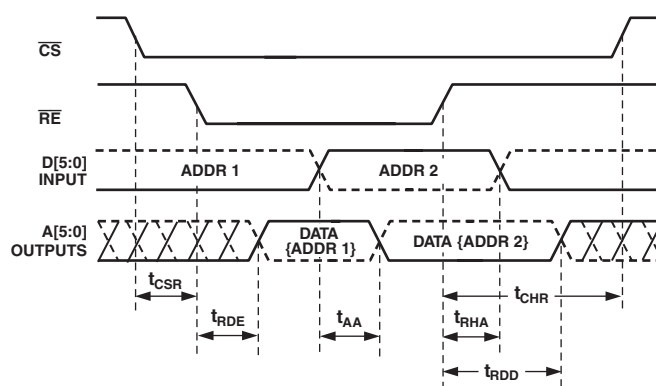 CS
RE
D[5:0]
INPUT
ADDR 1
ADDR 2
A[5:0]
OUTPUTS
DATA
{ADDR 1}
DATA {ADDR 2}
tCSR
tCHR
tRDE
tAA
tRHA
tRDD